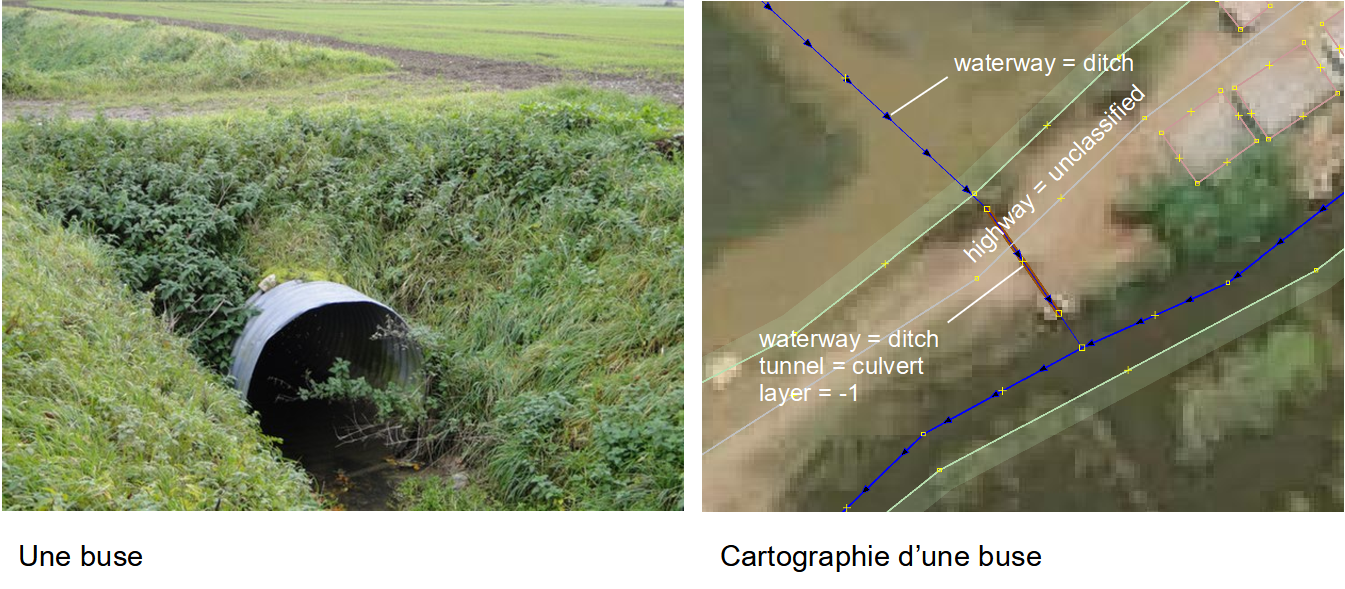 waterway = ditch
highway = unclassified
waterway = ditch
tunnel = culvert
layer = -1
Une buse
Cartographie d’une buse